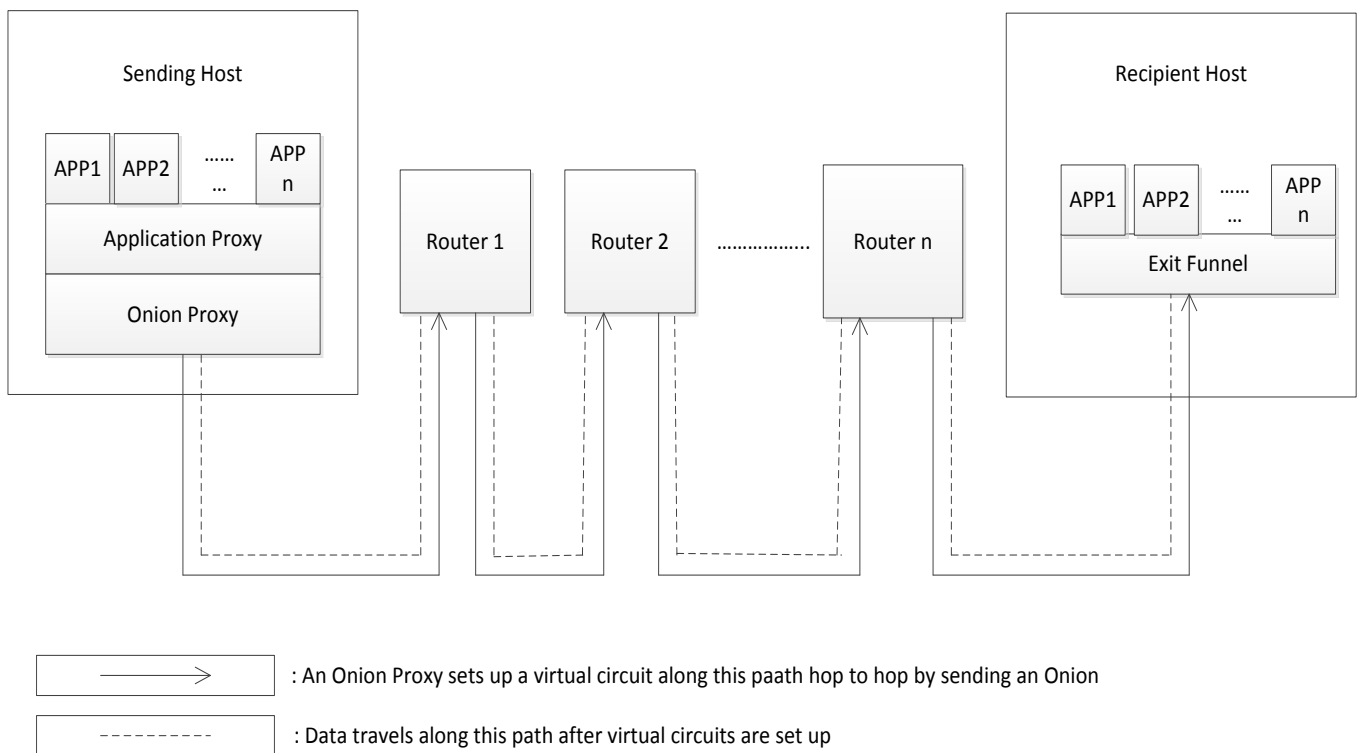 Sending Host
APP1 APP2 ......
...
APP
n
Application Proxy
Onion Proxy
Router 1
Router 2
..................
Router n
Recipient Host
APP1 APP2 ......
...
APP
n
Exit Funnel
: An Onion Proxy sets up a virtual circuit along this paath hop to hop by sending an Onion
: Data travels along this path after virtual circuits are set up